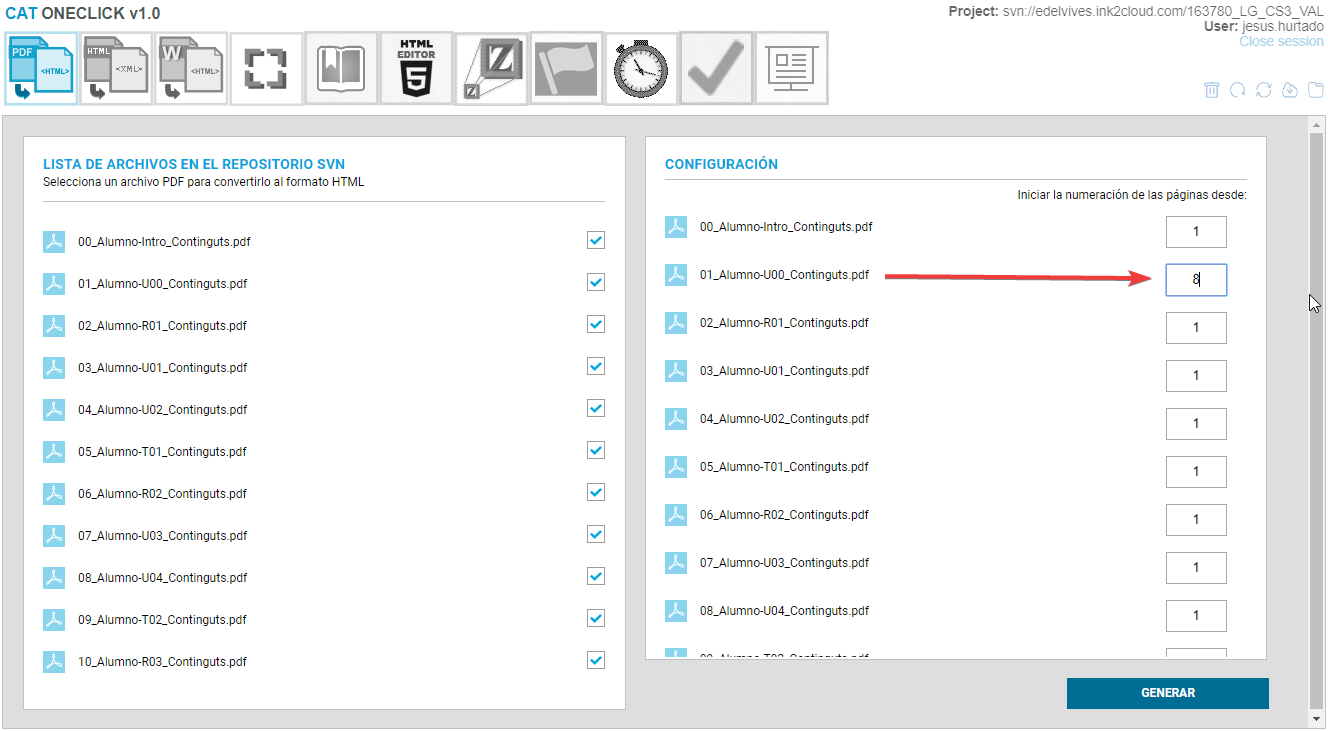 CAT ONECLICK v1.0
Project: svn://edelvives.ink2cloud.com/163780_LG_CS3_VAL
User: jesus.hurtado
Close session
PDF <HTML>
HTML <XML>
W <HTML>
HTML
EDITOR
5
Z
Z
LISTA DE ARCHIVOS EN EL REPOSITORIO SVN
Selecciona un archivo PDF para convertirlo al formato HTML
00_Alumno-Intro_Continguts.pdf
01_Alumno-U00_Continguts.pdf
02_Alumno-R01_Continguts.pdf
03_Alumno-U01_Continguts.pdf
04_Alumno-U02_Continguts.pdf
05_Alumno-T01_Continguts.pdf
06_Alumno-R02_Continguts.pdf
07_Alumno-U03_Continguts.pdf
08_Alumno-U04_Continguts.pdf
09_Alumno-T02_Continguts.pdf
10_Alumno-R03_Continguts.pdf
CONFIGURACIÓN
Iniciar la numeración de las páginas desde:
00_Alumno-Intro_Continguts.pdf 1
01_Alumno-U00_Continguts.pdf 8
02_Alumno-R01_Continguts.pdf 1
03_Alumno-U01_Continguts.pdf 1
04_Alumno-U02_Continguts.pdf 1
05_Alumno-T01_Continguts.pdf 1
06_Alumno-R02_Continguts.pdf 1
07_Alumno-U03_Continguts.pdf 1
08_Alumno-U04_Continguts.pdf 1
09_Alumno-T02_Continguts.pdf
GENERAR